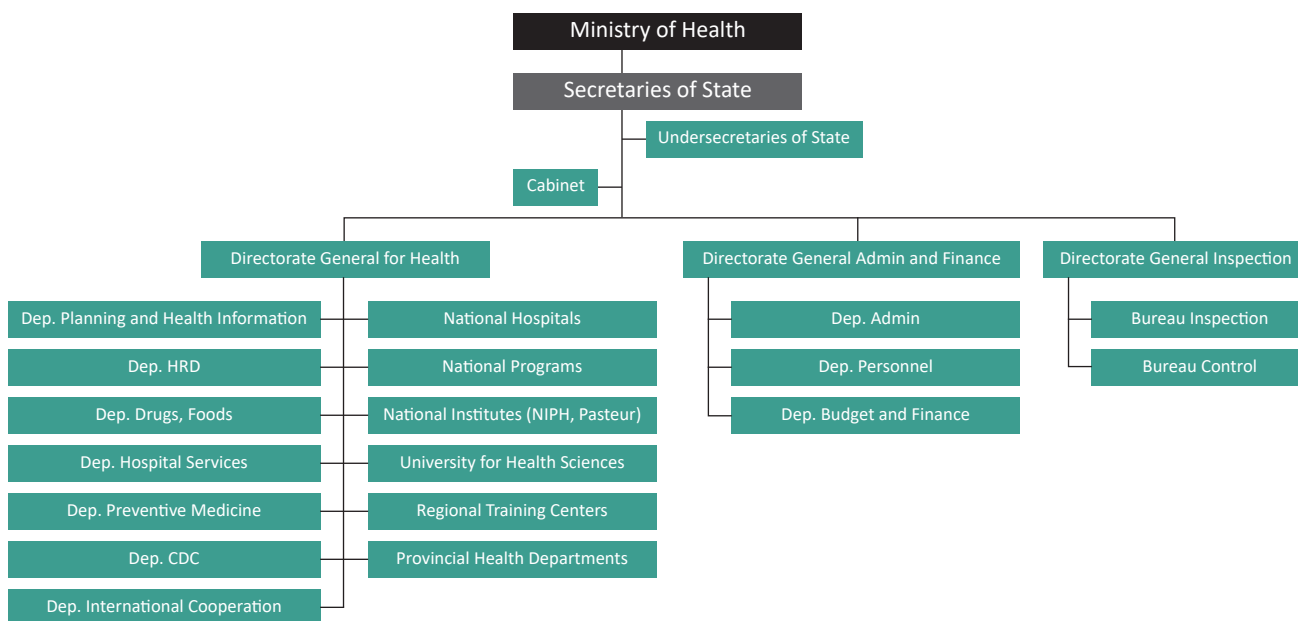 Ministry of Health
Secretaries of State
Undersecretaries of State
Cabinet
Directorate General for Health
Directorate General Admin and Finance
Directorate General Inspection
Dep. Planning and Health Information
National Hospitals
Dep. Admin
Bureau Inspection
Dep. HRD
National Programs
Dep. Personnel
Bureau Control
Dep. Drugs, Foods
National Institutes (NIPH, Pasteur)
Dep. Budget and Finance
Dep. Hospital Services
University for Health Sciences
Dep. Preventive Medicine
Regional Training Centers
Dep. CDC
Provincial Health Departments
Dep. International Cooperation